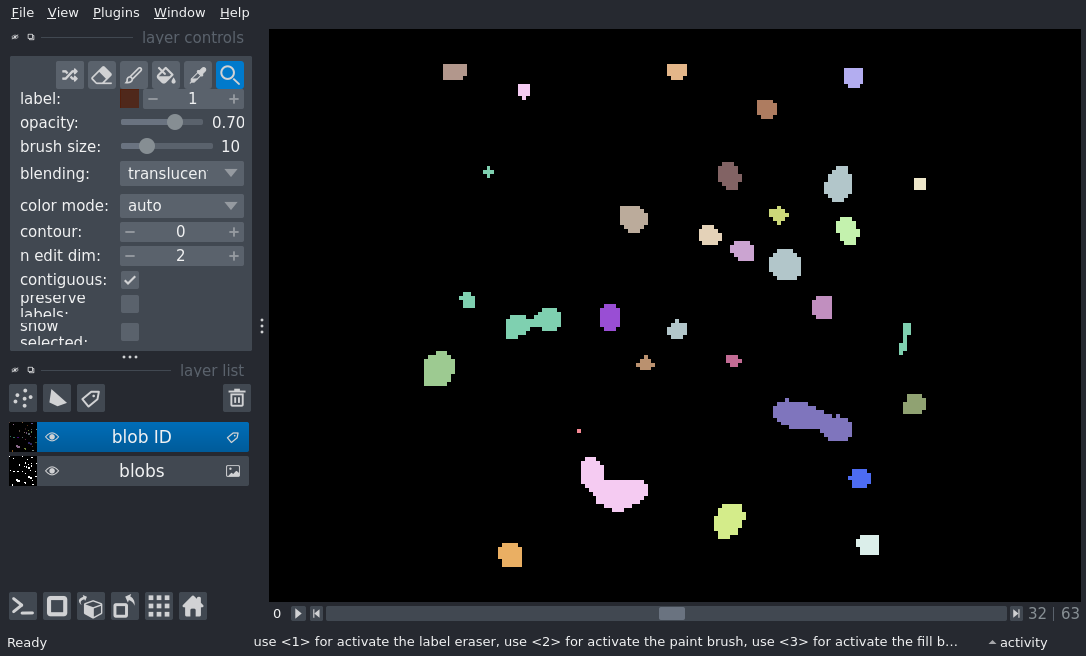 File View Plugins Window Help
layer controls
label: 1
opacity: 0.70
brush size: 10
blending: translucen
color mode: auto
contour: 0
n edit dim: 2
contiguous:
preserve
labels:
show
selected:
layer list
blob ID
blobs
0 32 | 63
Ready use <1> for activate the label eraser, use <2> for activate the paint brush, use <3> for activate the fill b... activity